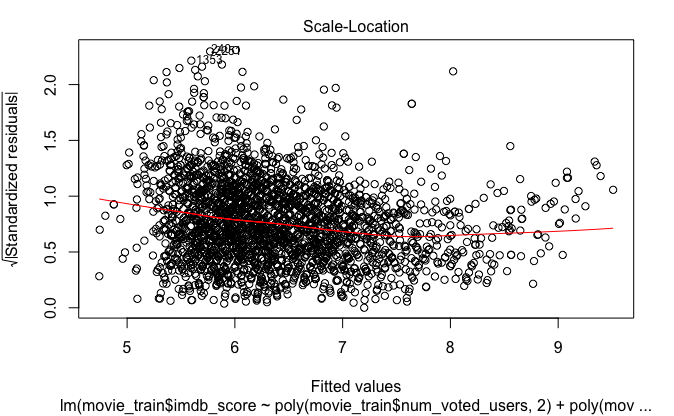 Scale-Location
√|Standardized residuals|
2.0
1.5
1.0
0.5
0.0
1353
5 6 7 8 9
Fitted values
lm(movie_train$imdb_score ~ poly(movie_train$num_voted_users, 2) + poly(mov ...